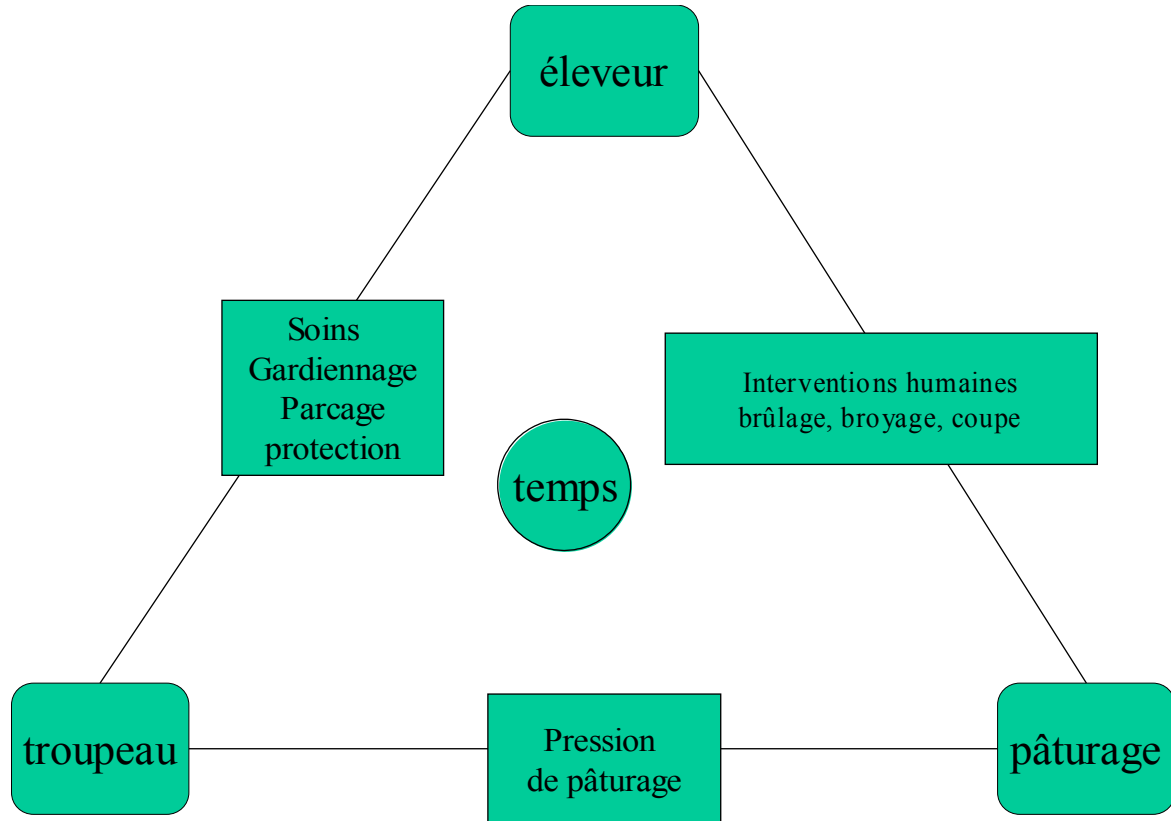 éleveur
Soins
Gardiennage
Parcage
protection
Interventions humaines
brûlage, broyage, coupe
temps
troupeau
Pression
de pâturage
pâturage